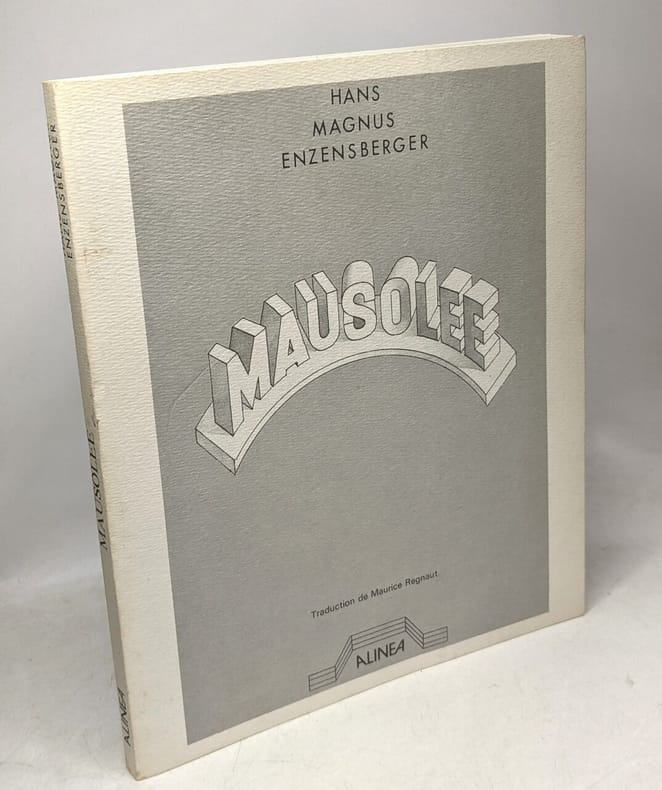 HANS
MAGNUS
ENZENSBERGER
MAUSOLEE
Traduction de Maurice Regnaut
ALINEA
ENZENSBERGER
MAUSOLEE
ALINEA